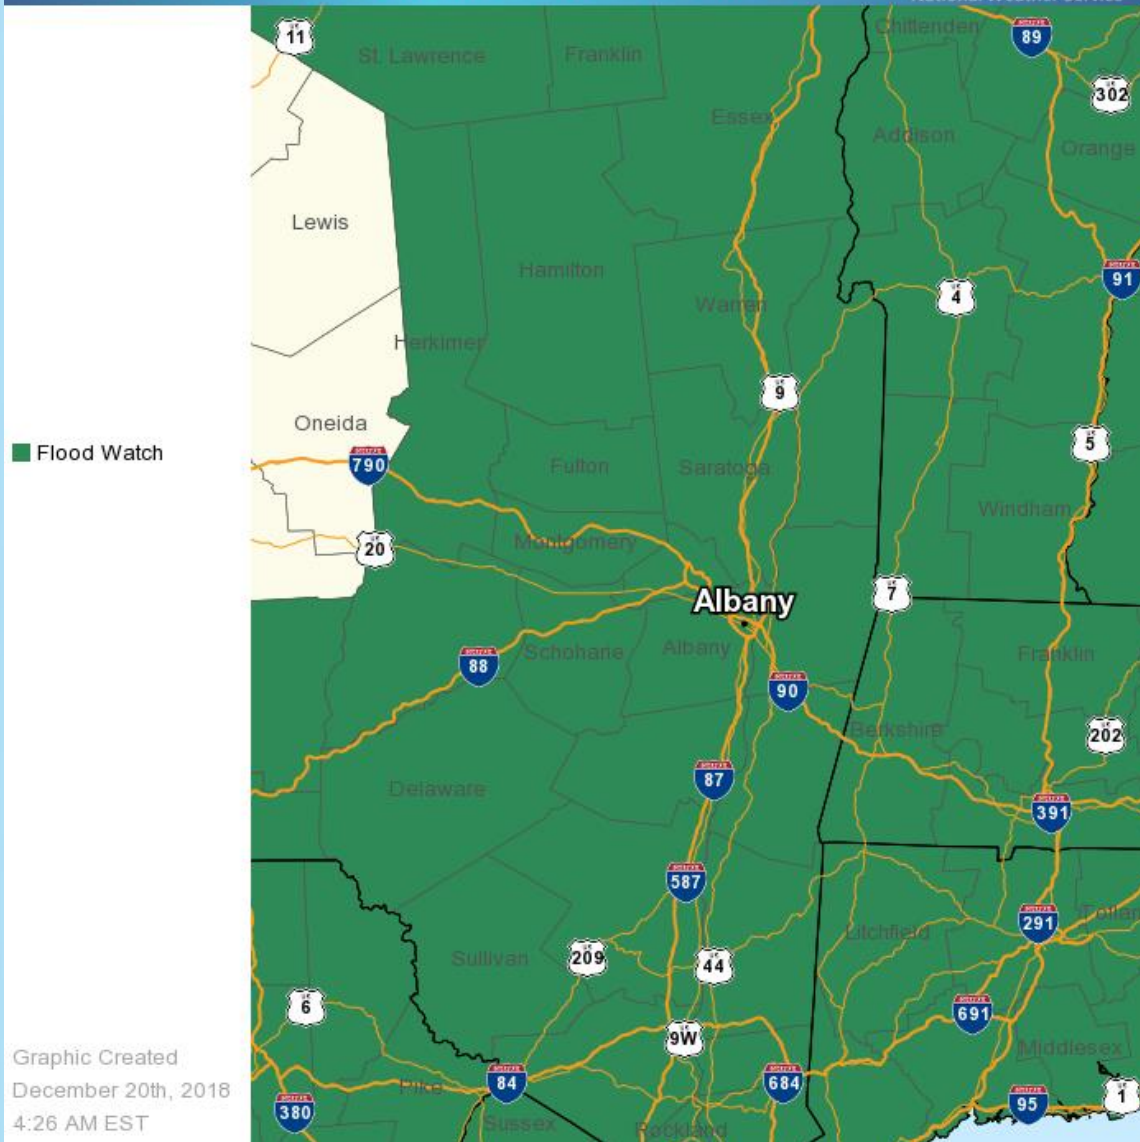 National Weather Service
11
St. Lawrence
Franklin
Chittenden
89
302
Essex
Addison
Orange
Lewis
Hamilton
Warren
4
91
Herkimer
9
Oneida
5
Flood Watch
790
Fulton
Saratoga
Windham
20
Montgomery
7
Albany
88
Schoharie
Albany
Franklin
90
Berkshire
202
87
Delaware
391
587
291
Litchfield
Sullivan
209
44
6
691
9W
Middlesex
Graphic Created
December 20th, 2018
4:26 AM EST
Pike
84
684
95
1
380
Sussex
Rockland